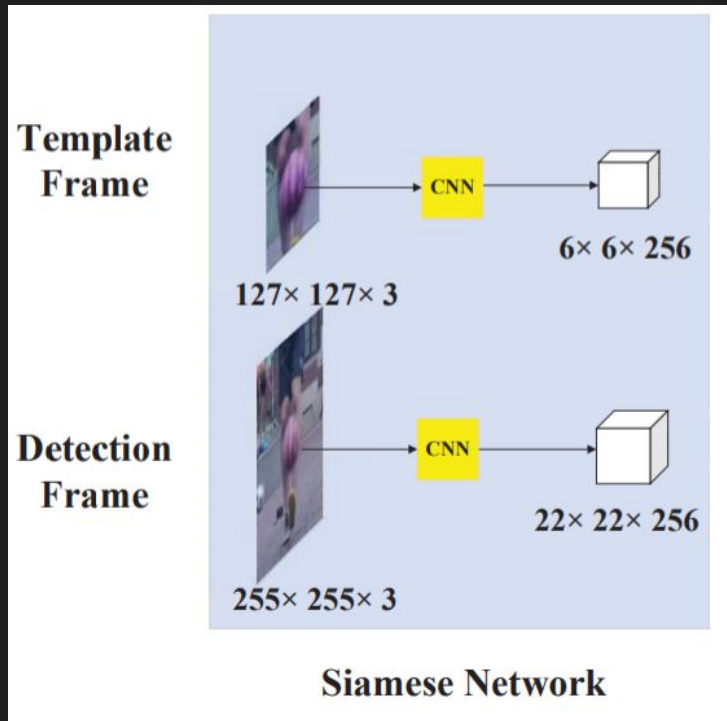 Template
Frame
CNN
6× 6× 256
127× 127× 3
Detection
Frame
CNN
22× 22× 256
255× 255× 3
Siamese Network